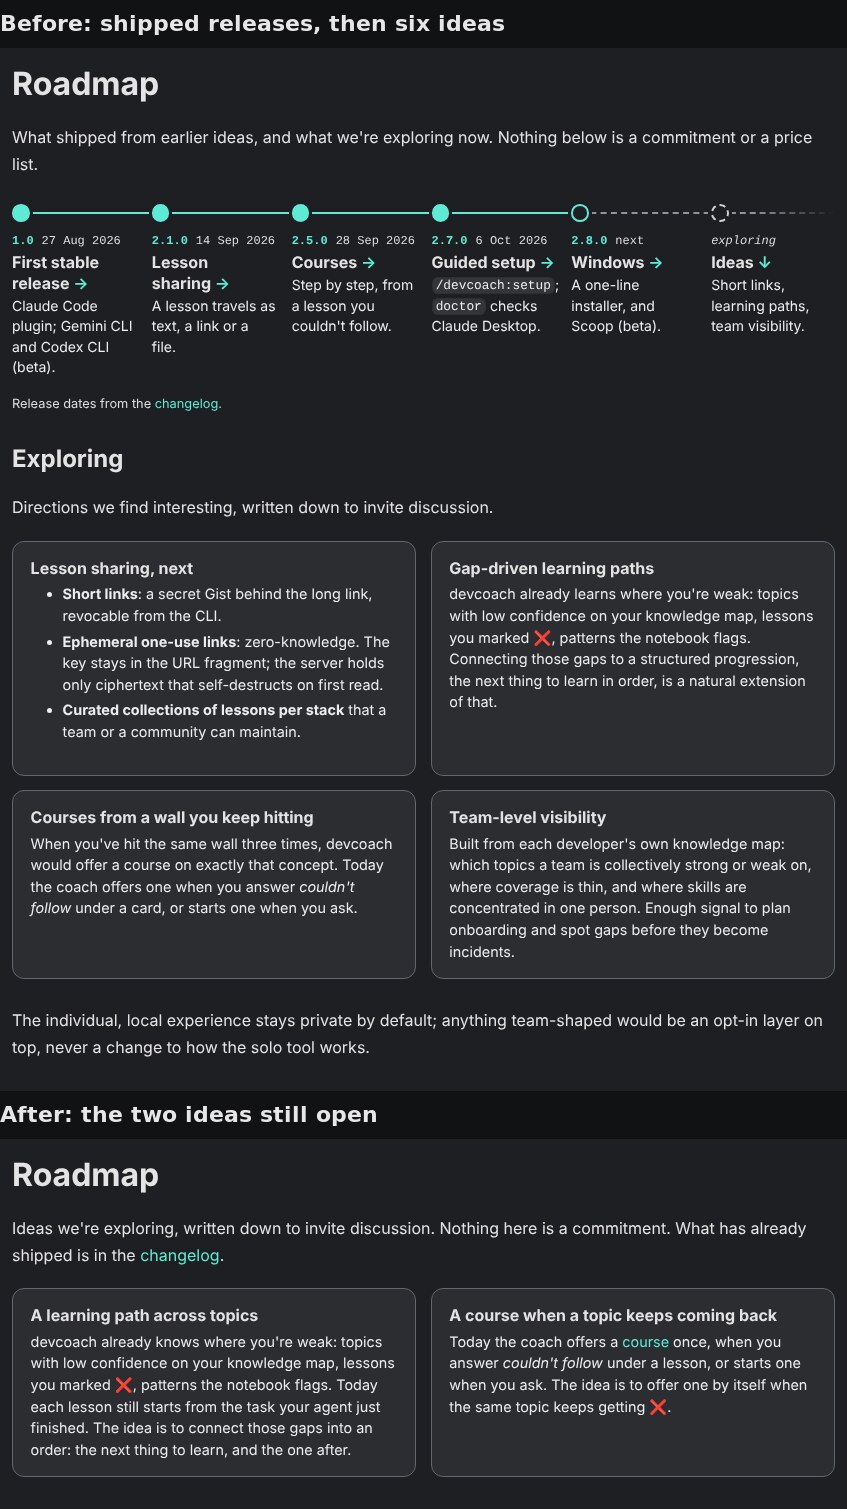 Before: shipped releases, then six ideas
Roadmap
What shipped from earlier ideas, and what we're exploring now. Nothing below is a commitment or a price
list.
1.0 27 Aug 2026
First stable
release →
Claude Code
plugin; Gemini CLI
and Codex CLI
(beta).
2.1.0 14 Sep 2026
Lesson
sharing →
A lesson travels as
text, a link or a
file.
2.5.0 28 Sep 2026
Courses →
Step by step, from
a lesson you
couldn't follow.
2.7.0 6 Oct 2026
Guided setup →
/devcoach:setup;
doctor checks
Claude Desktop.
2.8.0 next
Windows →
A one-line
installer, and
Scoop (beta).
exploring
Ideas ↓
Short links,
learning paths,
team visibility.
Release dates from the changelog.
Exploring
Directions we find interesting, written down to invite discussion.
Lesson sharing, next
• Short links: a secret Gist behind the long link,
revocable from the CLI.
• Ephemeral one-use links: zero-knowledge. The
key stays in the URL fragment; the server holds
only ciphertext that self-destructs on first read.
• Curated collections of lessons per stack that a
team or a community can maintain.
Gap-driven learning paths
devcoach already learns where you're weak: topics
with low confidence on your knowledge map, lessons
you marked ❌, patterns the notebook flags.
Connecting those gaps to a structured progression,
the next thing to learn in order, is a natural extension
of that.
Courses from a wall you keep hitting
When you've hit the same wall three times, devcoach
would offer a course on exactly that concept. Today
the coach offers one when you answer couldn't
follow under a card, or starts one when you ask.
Team-level visibility
Built from each developer's own knowledge map:
which topics a team is collectively strong or weak on,
where coverage is thin, and where skills are
concentrated in one person. Enough signal to plan
onboarding and spot gaps before they become
incidents.
The individual, local experience stays private by default; anything team-shaped would be an opt-in layer on
top, never a change to how the solo tool works.
After: the two ideas still open
Roadmap
Ideas we're exploring, written down to invite discussion. Nothing here is a commitment. What has already
shipped is in the changelog.
A learning path across topics
devcoach already knows where you're weak: topics
with low confidence on your knowledge map, lessons
you marked ❌, patterns the notebook flags. Today
each lesson still starts from the task your agent just
finished. The idea is to connect those gaps into an
order: the next thing to learn, and the one after.
A course when a topic keeps coming back
Today the coach offers a course once, when you
answer couldn't follow under a lesson, or starts one
when you ask. The idea is to offer one by itself when
the same topic keeps getting ❌.